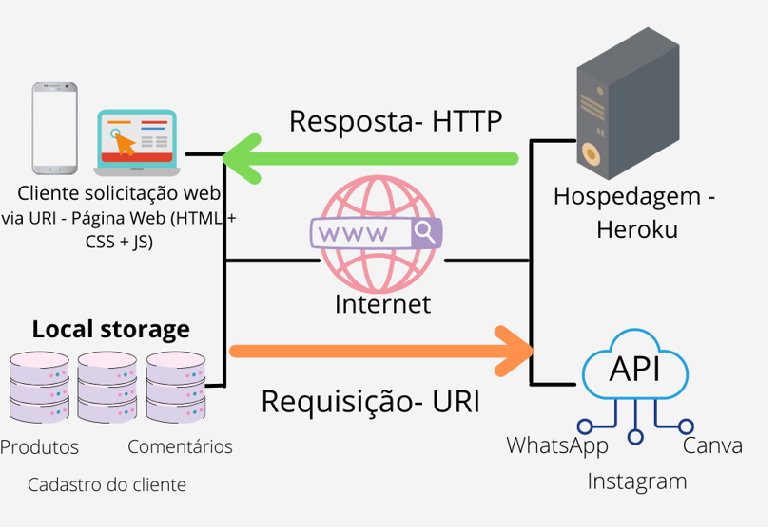 Resposta- HTTP
Cliente solicitação web
via URI - Página Web (HTML +
CSS + JS)
Hospedagem -
Heroku
www
Internet
Local storage
API
Requisição- URI
Produtos
Comentários
Cadastro do cliente
WhatsApp
Canva
Instagram